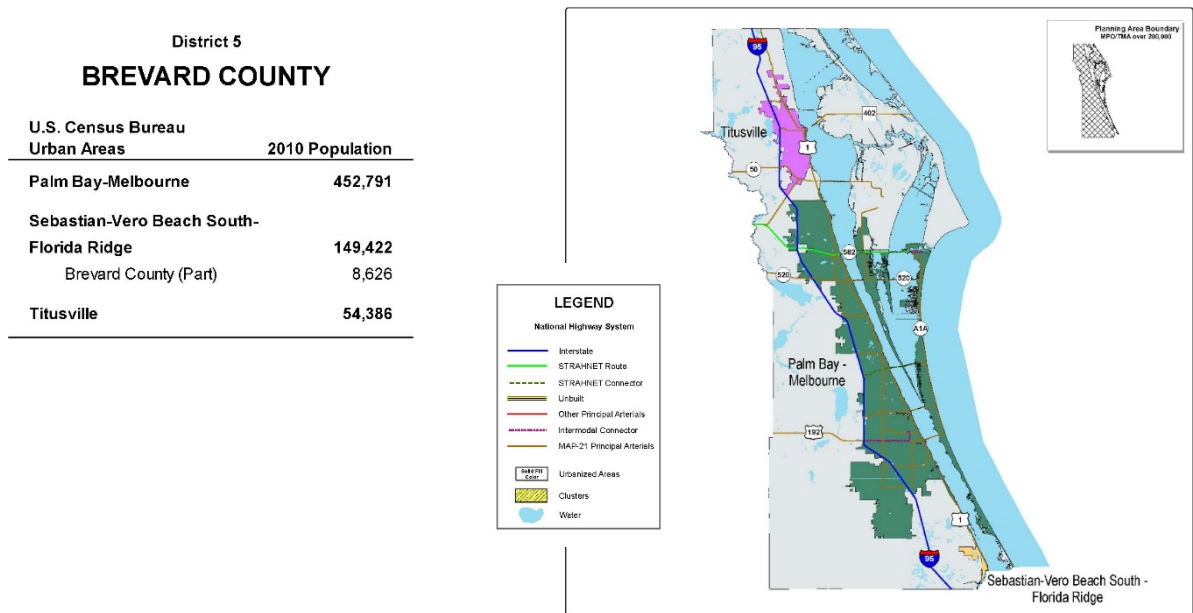 District 5
BREVARD COUNTY
U.S. Census Bureau
Urban Areas 2010 Population
Palm Bay-Melbourne 452,791
Sebastian-Vero Beach South-
Florida Ridge 149,422
Brevard County (Part) 8,626
Titusville 54,386
LEGEND
National Highway System
Interstate
STRAHNET Route
STRAHNET Connector
Unbuilt
Other Principal Arterials
Intermodal Connector
MAP-21 Principal Arterials
Solid Fill
Color
Urbanized Areas
Clusters
Water
Planning Area Boundary
MPO/TMA over 200,000
95
402
Titusville
1
50
528
520
520
A1A
Palm Bay -
Melbourne
192
1
95
Sebastian-Vero Beach South -
Florida Ridge